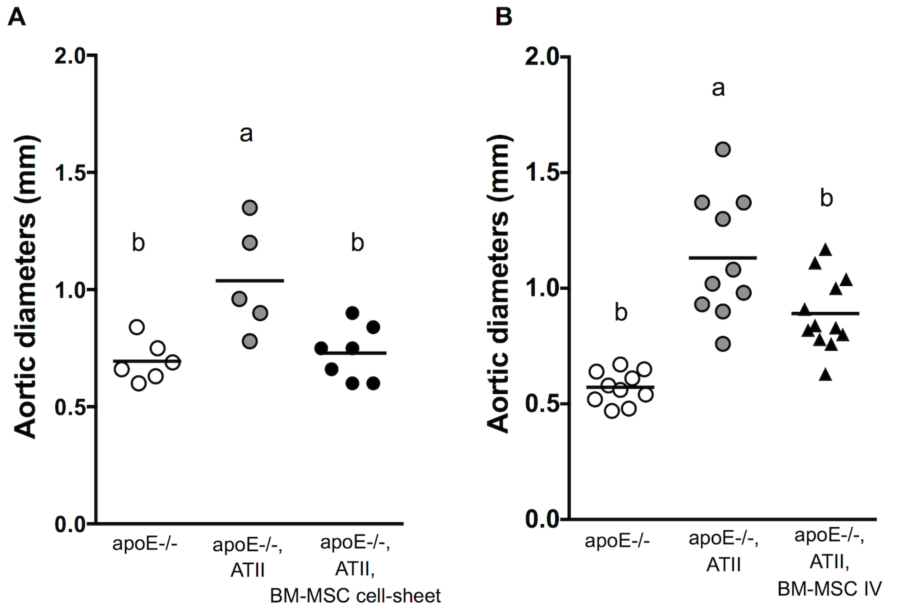 A
Aortic diameters (mm)
2.0
1.5
1.0
0.5
0.0
b
a
b
apoE-/-
apoE-/-,
ATII
apoE-/-,
ATII,
BM-MSC cell-sheet
B
Aortic diameters (mm)
2.0
1.5
1.0
0.5
0.0
b
a
b
apoE-/-
apoE-/-,
ATII
apoE-/-,
ATII,
BM-MSC IV